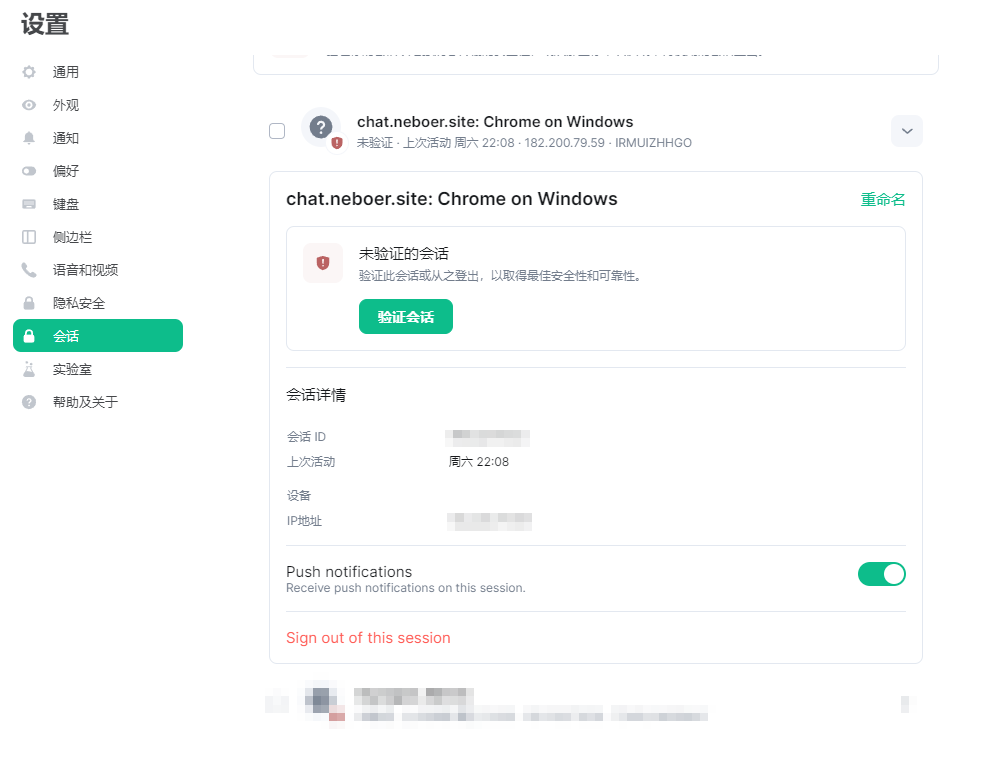 设置
通用
外观
通知
偏好
键盘
侧边栏
语音和视频
隐私安全
会话
实验室
帮助及关于
chat.neboer.site: Chrome on Windows
未验证 · 上次活动 周六 22:08 · 182.200.79.59 · IRMUIZHHGO
chat.neboer.site: Chrome on Windows
重命名
未验证的会话
验证此会话或从之登出，以取得最佳安全性和可靠性。
验证会话
会话详情
会话 ID
上次活动 周六 22:08
设备
IP地址
Push notifications
Receive push notifications on this session.
Sign out of this session